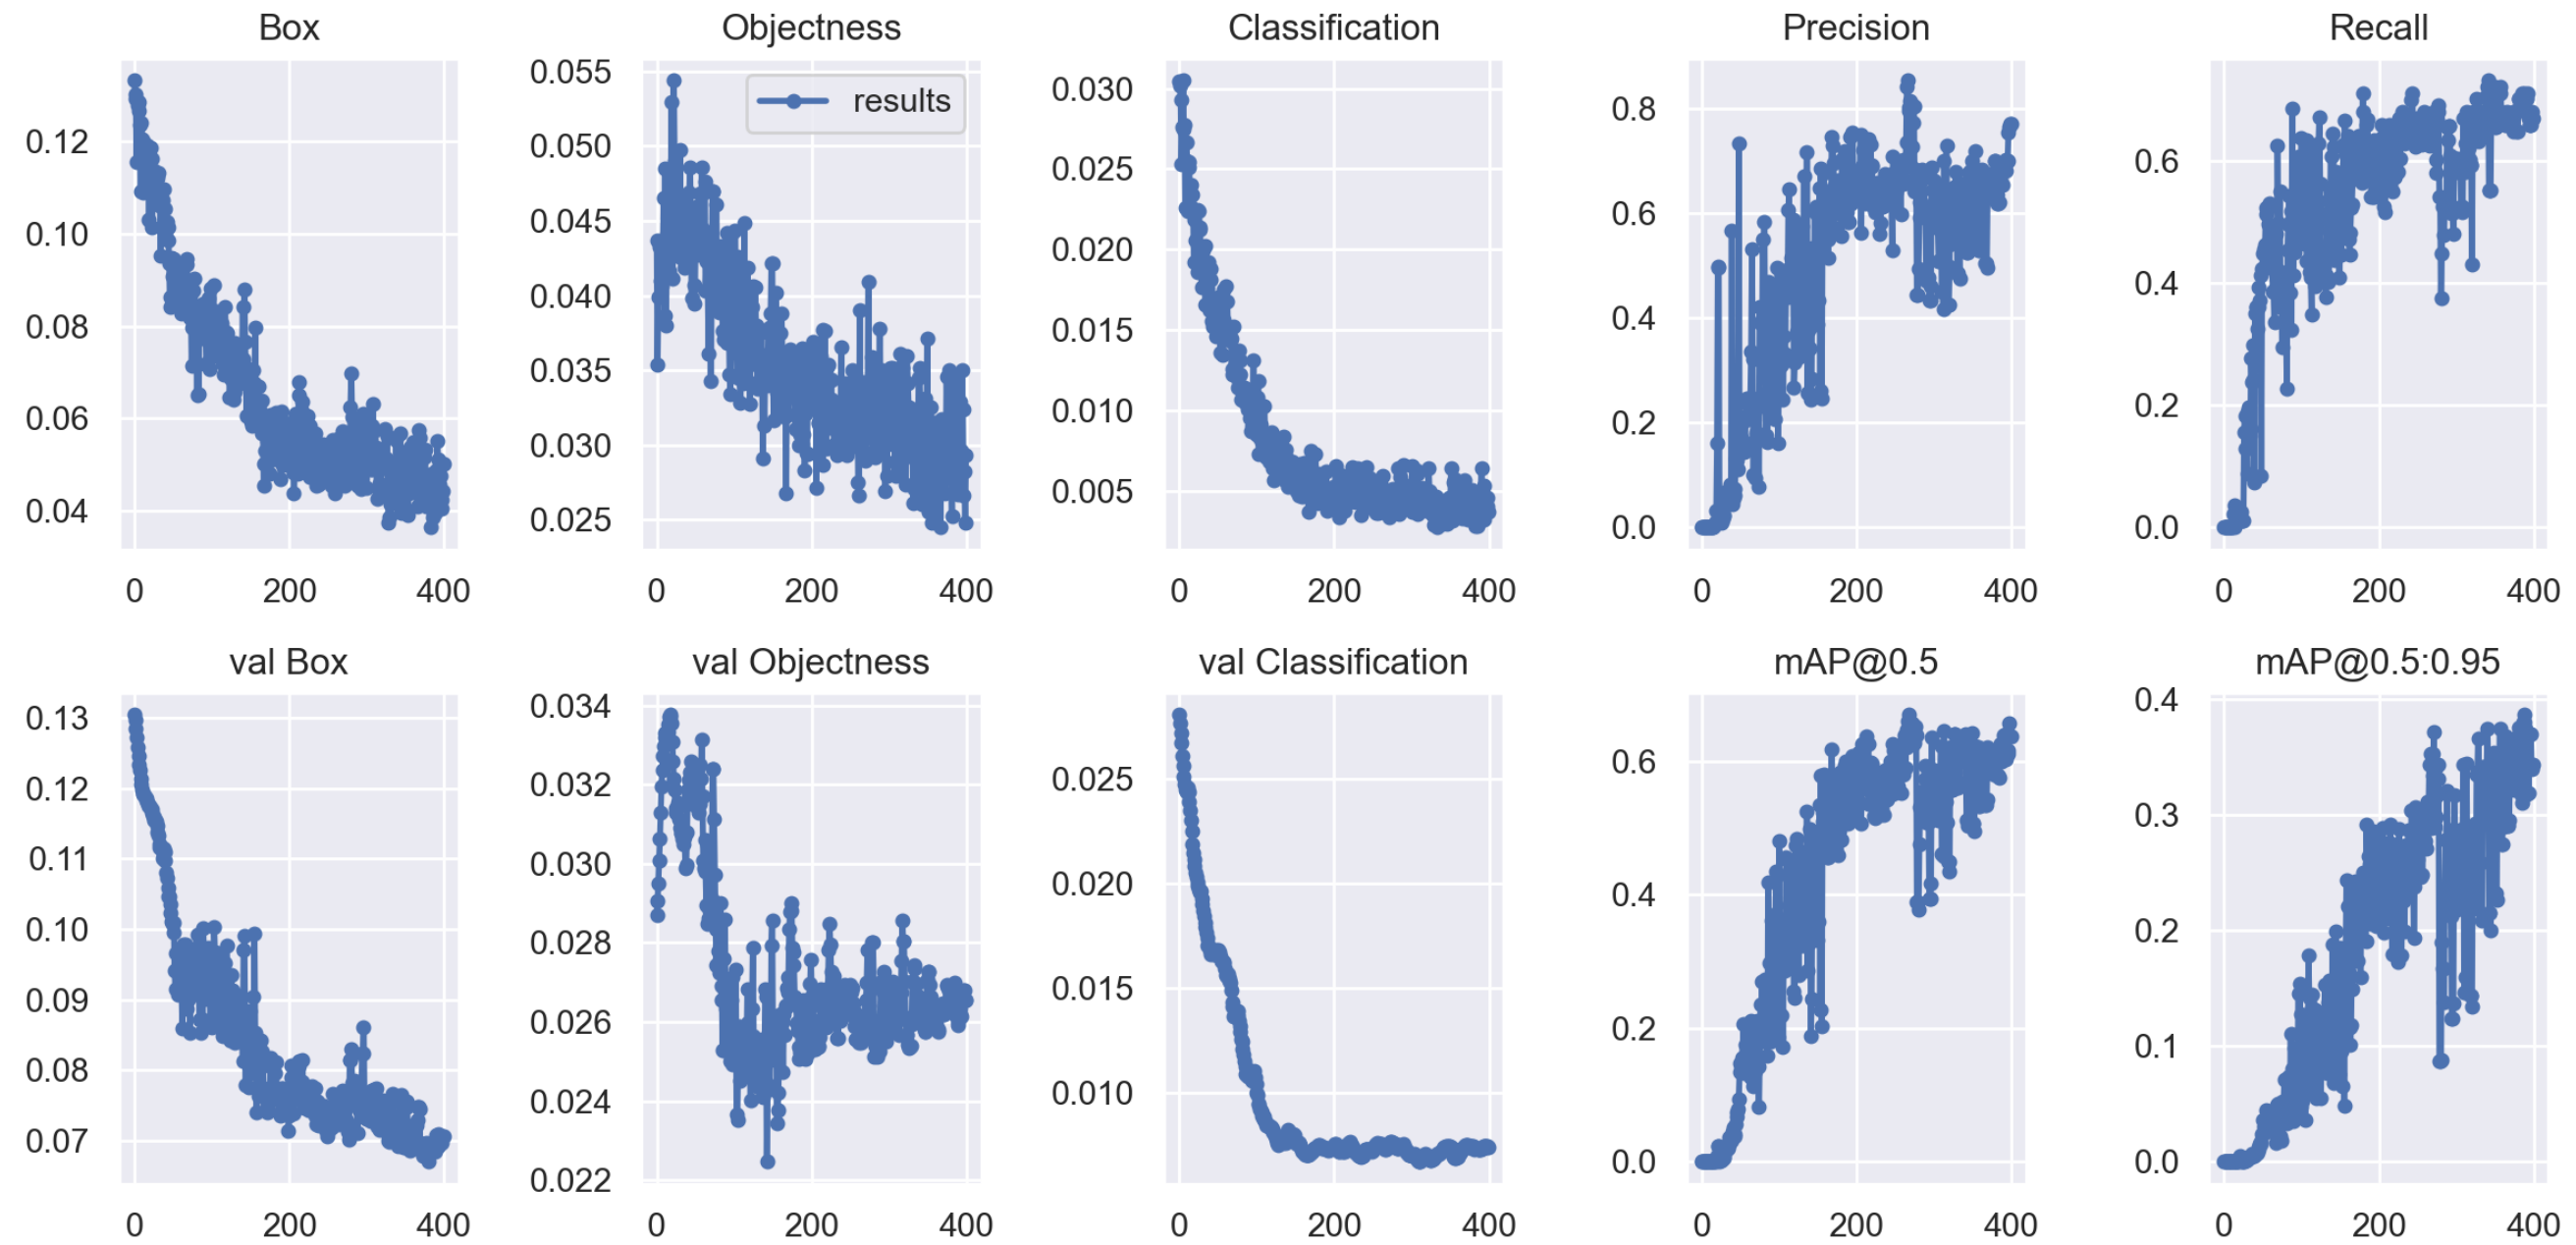 Box
0.12
0.10
0.08
0.06
0.04
0 200 400
Objectness
results
0.055
0.050
0.045
0.040
0.035
0.030
0.025
0 200 400
Classification
0.030
0.025
0.020
0.015
0.010
0.005
0 200 400
Precision
0.8
0.6
0.4
0.2
0.0
0 200 400
Recall
0.6
0.4
0.2
0.0
0 200 400
val Box
0.13
0.12
0.11
0.10
0.09
0.08
0.07
0 200 400
val Objectness
0.034
0.032
0.030
0.028
0.026
0.024
0.022
0 200 400
val Classification
0.025
0.020
0.015
0.010
0 200 400
mAP@0.5
0.6
0.4
0.2
0.0
0 200 400
mAP@0.5:0.95
0.4
0.3
0.2
0.1
0.0
0 200 400